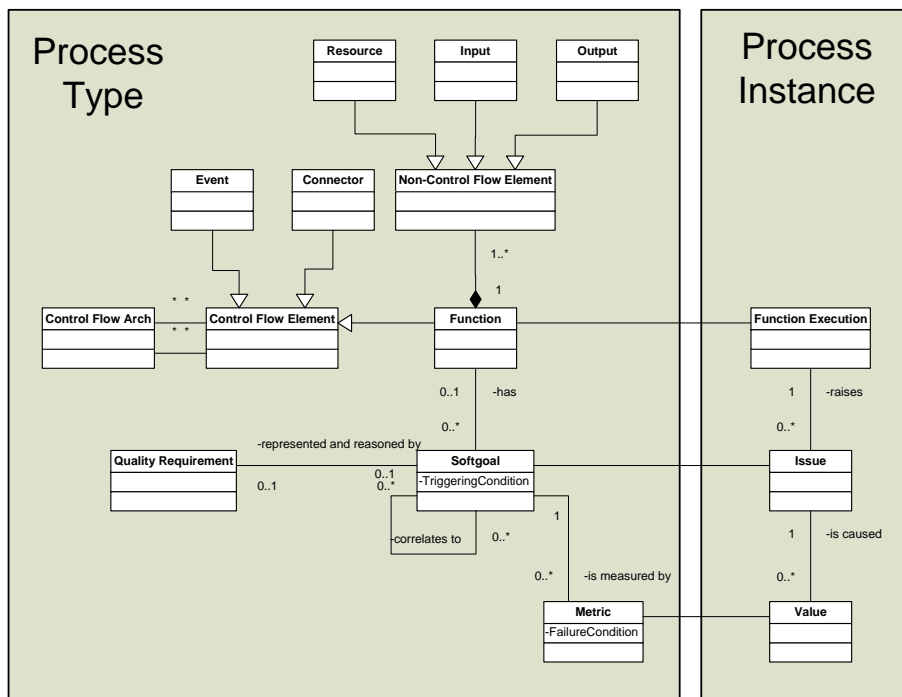 Process
Type
Process
Instance
Resource
Input
Output
Event
Connector
Non-Control Flow Element
1..*
1
* *
Control Flow Arch
Control Flow Element
Function
Function Execution
* *
0..1
-has
1
-raises
0..*
0..*
-represented and reasoned by
Quality Requirement
Softgoal
Issue
0..1
0..1
0..*
-TriggeringCondition
1
-correlates to
0..*
1
-is caused
0..*
-is measured by
0..*
Metric
Value
-FailureCondition